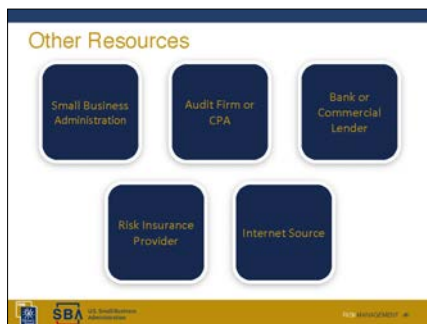 Other Resources
Small Business
Administration
Audit Firm or
CPA
Bank or
Commercial
Lender
Risk Insurance
Provider
Internet Source
SBA
U.S. Small Business
Administration
RISK MANAGEMENT